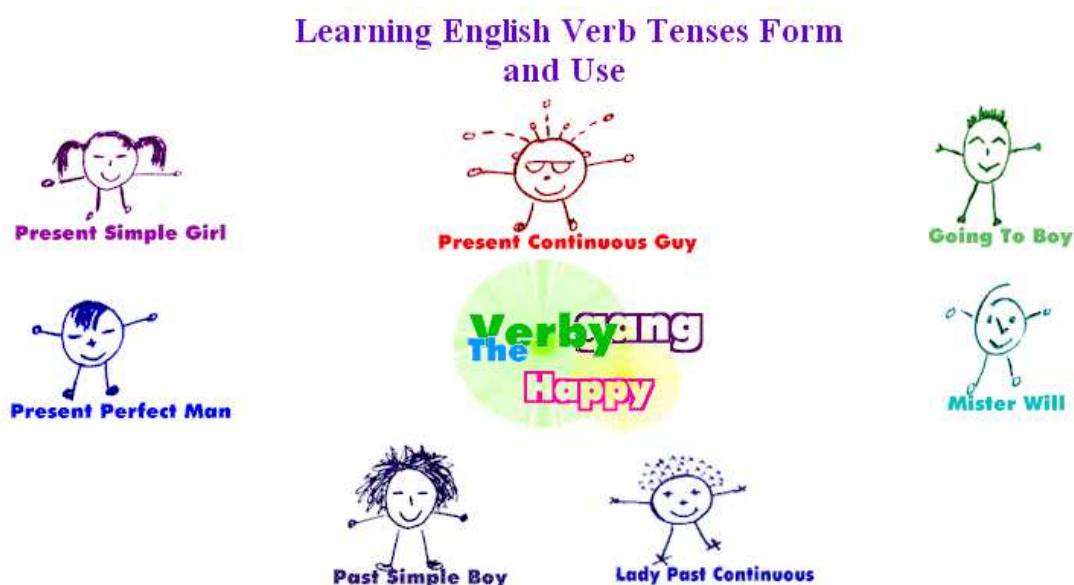 Learning English Verb Tenses Form
and Use
Present Simple Girl
Present Continuous Guy
Going To Boy
Verby gang
The
Happy
Present Perfect Man
Mister Will
Past Simple Boy
Lady Past Continuous